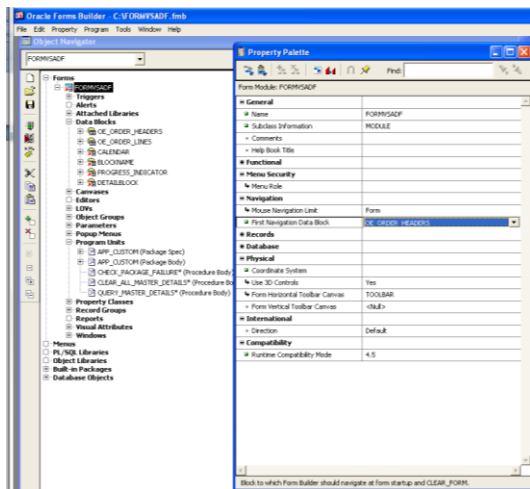 Oracle Forms Builder - C:\FORMVSADF.fmb
File Edit Property Program Tools Window Help
Object Navigator
FORMVSADF
Forms
FORMVSADF
Triggers
Alerts
Attached Libraries
Data Blocks
OE_ORDER_HEADERS
OE_ORDER_LINES
CALENDAR
BLOCKNAME
PROGRESS_INDICATOR
DETAILBLOCK
Canvases
Editors
LOVs
Object Groups
Parameters
Popup Menus
Program Units
APP_CUSTOM (Package Spec)
APP_CUSTOM (Package Body)
CHECK_PACKAGE_FAILURE* (Procedure Body)
CLEAR_ALL_MASTER_DETAILS* (Procedure Body)
QUERY_MASTER_DETAILS* (Procedure Body)
Property Classes
Record Groups
Reports
Visual Attributes
Windows
Menus
PL/SQL Libraries
Object Libraries
Built-in Packages
Database Objects
Property Palette
Find:
Form Module: FORMVSADF
General
Name FORMVSADF
Subclass Information MODULE
Comments
Help Book Title
Functional
Menu Security
Menu Role
Navigation
Mouse Navigation Limit Form
First Navigation Data Block OE_ORDER_HEADERS
Records
Database
Physical
Coordinate System
Use 3D Controls Yes
Form Horizontal Toolbar Canvas TOOLBAR
Form Vertical Toolbar Canvas <Null>
International
Direction Default
Compatibility
Runtime Compatibility Mode 4.5
Block to which Form Builder should navigate at form startup and CLEAR_FORM.